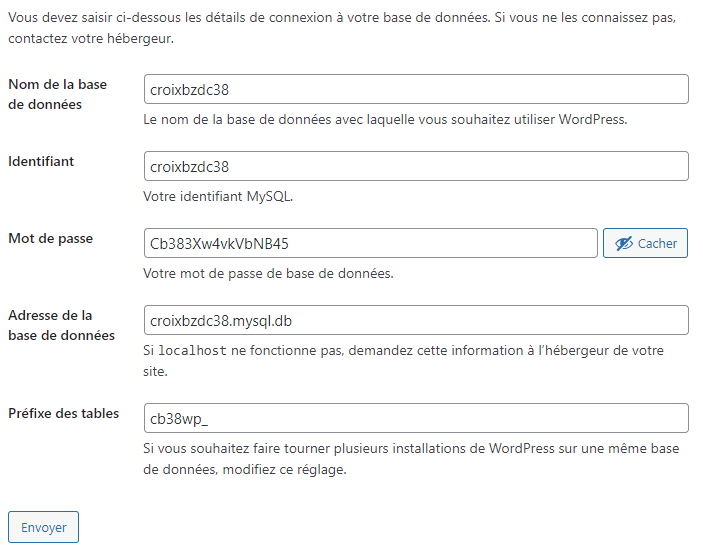 Vous devez saisir ci-dessous les détails de connexion à votre base de données. Si vous ne les connaissez pas,
contactez votre hébergeur.
Nom de la base
de données
croixbzdc38
Le nom de la base de données avec laquelle vous souhaitez utiliser WordPress.
Identifiant
croixbzdc38
Votre identifiant MySQL.
Mot de passe
Cb383Xw4vkVbNB45
Cacher
Votre mot de passe de base de données.
Adresse de la
base de données
croixbzdc38.mysql.db
Si localhost ne fonctionne pas, demandez cette information à l’hébergeur de votre
site.
Préfixe des tables
cb38wp_
Si vous souhaitez faire tourner plusieurs installations de WordPress sur une même base
de données, modifiez ce réglage.
Envoyer